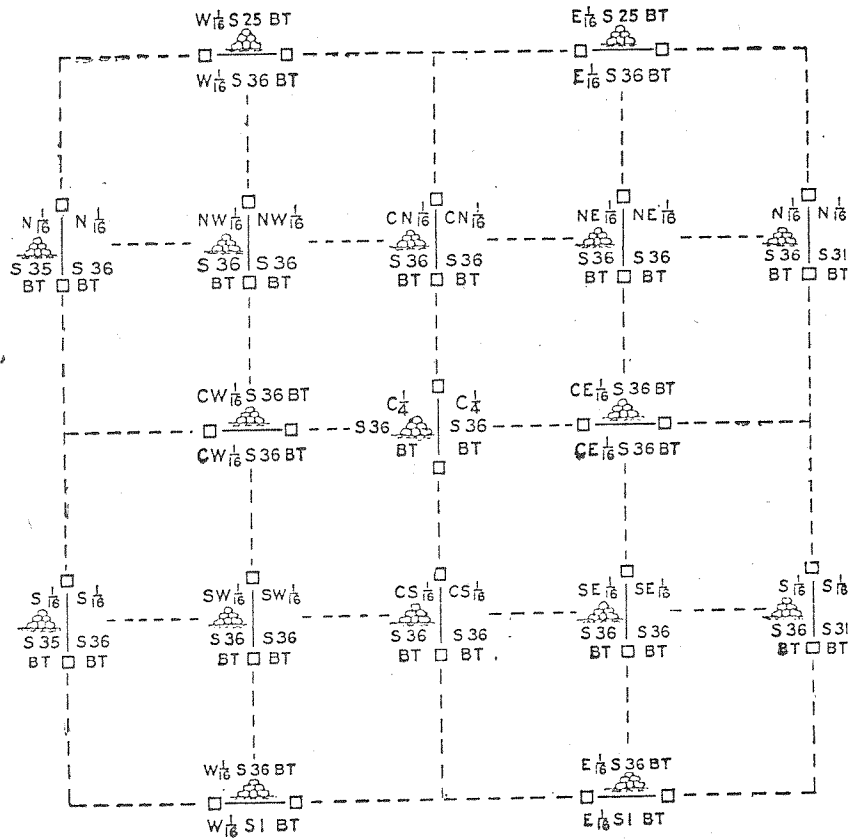 W 1/16 S 25 BT
E 1/16 S 25 BT
W 1/16 S 36 BT
E 1/16 S 36 BT
N 1/16 N 1/16
NW 1/16 NW 1/16
CN 1/16 CN 1/16
NE 1/16 NE 1/16
N 1/16 N 1/16
S 35 S 36
S 36 S 36
S 36 S 36
S 36 S 36
S 36 S 31
BT BT
BT BT
BT BT
BT BT
BT BT
CW 1/16 S 36 BT
C 1/4 C 1/4
CE 1/16 S 36 BT
S 36 S 36
BT BT
CW 1/16 S 36 BT
CE 1/16 S 36 BT
S 1/16 S 1/16
SW 1/16 SW 1/16
CS 1/16 CS 1/16
SE 1/16 SE 1/16
S 1/16 S 1/16
S 35 S 36
S 36 S 36
S 36 S 36
S 36 S 36
S 36 S 31
BT BT
BT BT
BT BT
BT BT
BT BT
W 1/16 S 36 BT
E 1/16 S 36 BT
W 1/16 S 1 BT
E 1/16 S 1 BT